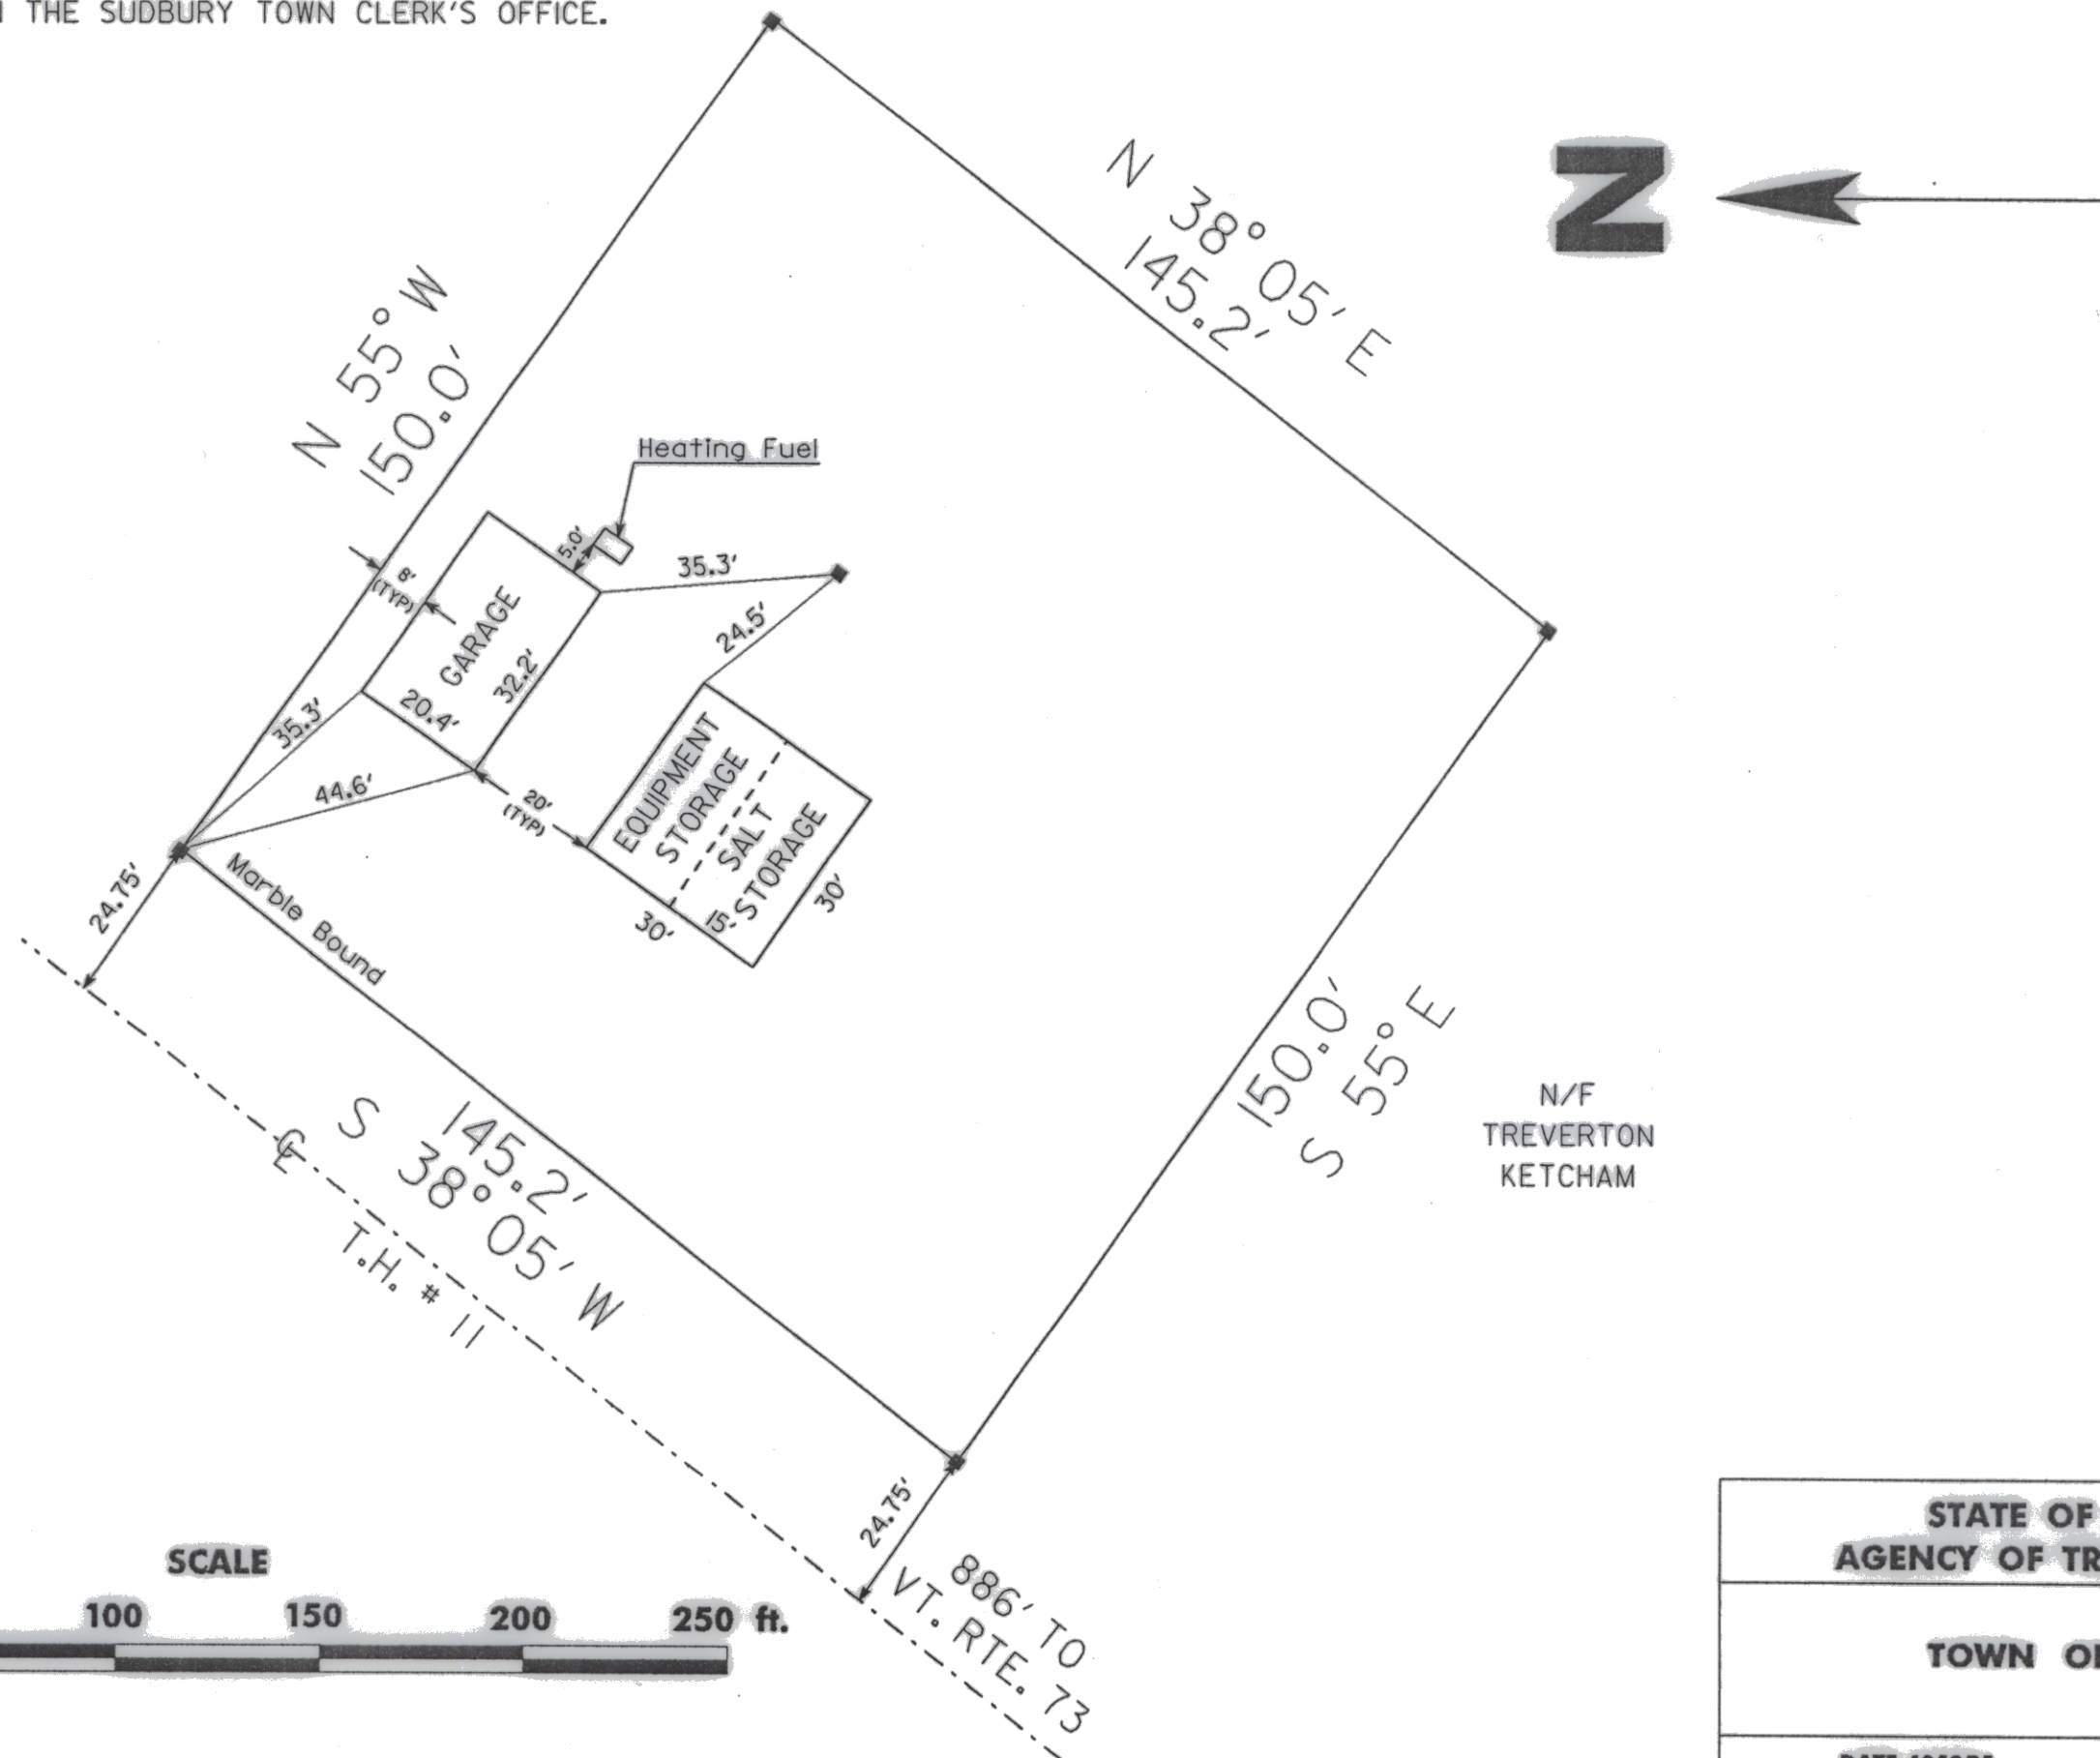 THE SUDBURY TOWN CLERK'S OFFICE.
N 38° 05' E
145.2'
N
N 55° W
150.0'
Heating Fuel
5.0'
35.3'
8'
(TYP)
GARAGE
24.5'
32.2'
20.4'
35.3'
44.6'
20'
(TYP)
EQUIPMENT
STORAGE
SALT
STORAGE
30'
15'
30'
24.75'
Marble Bound
150.0'
S 55° E
N/F
TREVERTON
KETCHAM
145.2'
S 38° 05' W
℄
T.H. # 11
24.75'
886' TO
VT. RTE. 73
SCALE
100 150 200 250 ft.
STATE OF
AGENCY OF TR
TOWN